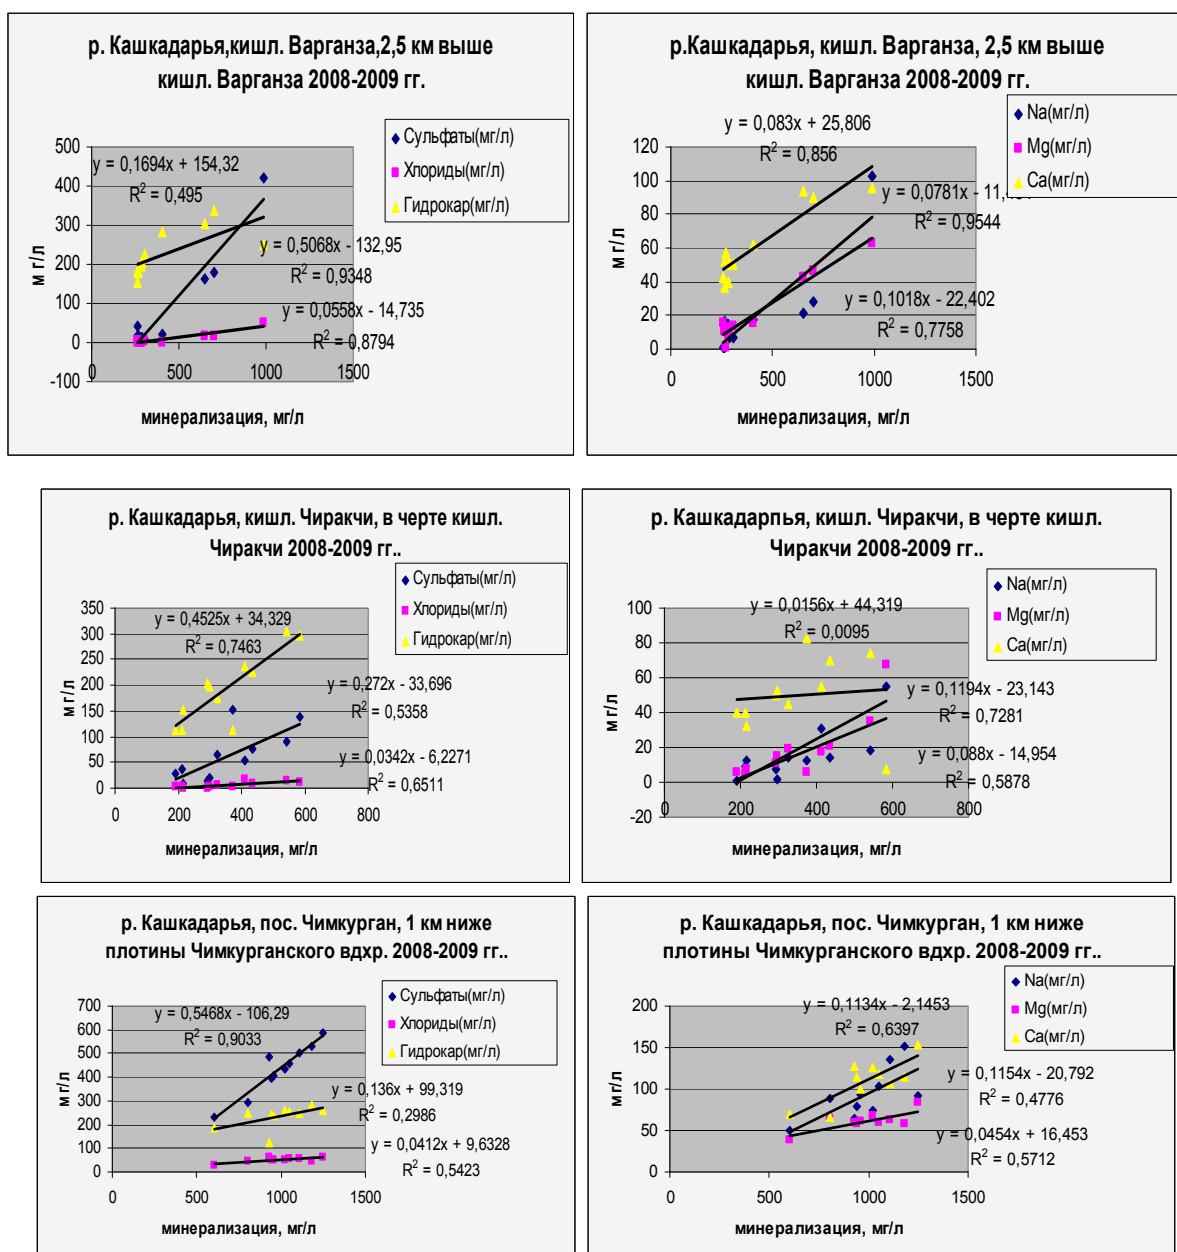 р. Кашкадарья,кишл. Варганза,2,5 км выше
кишл. Варганза 2008-2009 гг.
Сульфаты(мг/л)
Хлориды(мг/л)
Гидрокар(мг/л)
500
400
300
200
100
0
-100
y = 0,1694x + 154,32
R² = 0,495
y = 0,5068x - 132,95
R² = 0,9348
y = 0,0558x - 14,735
R² = 0,8794
0 500 1000 1500
м г/л
минерализация, мг/л
р.Кашкадарья, кишл. Варганза, 2,5 км выше
кишл. Варганза 2008-2009 гг.
Na(мг/л)
Mg(мг/л)
Ca(мг/л)
120
100
80
60
40
20
0
y = 0,083x + 25,806
R² = 0,856
y = 0,0781x - 11,
R² = 0,9544
y = 0,1018x - 22,402
R² = 0,7758
0 500 1000 1500
м г/л
минерализация, мг/л
р. Кашкадарья, кишл. Чиракчи, в черте кишл.
Чиракчи 2008-2009 гг..
Сульфаты(мг/л)
Хлориды(мг/л)
Гидрокар(мг/л)
350
300
250
200
150
100
50
0
y = 0,4525x + 34,329
R² = 0,7463
y = 0,272x - 33,696
R² = 0,5358
y = 0,0342x - 6,2271
R² = 0,6511
0 200 400 600 800
м г/л
минерализация, мг/л
р. Кашкадарпья, кишл. Чиракчи, в черте кишл.
Чиракчи 2008-2009 гг..
Na(мг/л)
Mg(мг/л)
Ca(мг/л)
100
80
60
40
20
0
-20
y = 0,0156x + 44,319
R² = 0,0095
y = 0,1194x - 23,143
R² = 0,7281
y = 0,088x - 14,954
R² = 0,5878
0 200 400 600 800
м г/л
минерализация, мг/л
р. Кашкадарья, пос. Чимкурган, 1 км ниже
плотины Чимкурганского вдхр. 2008-2009 гг..
Сульфаты(мг/л)
Хлориды(мг/л)
Гидрокар(мг/л)
700
600
500
400
300
200
100
0
y = 0,5468x - 106,29
R² = 0,9033
y = 0,136x + 99,319
R² = 0,2986
y = 0,0412x + 9,6328
R² = 0,5423
0 500 1000 1500
м г/л
минерализация, мг/л
р. Кашкадарья, пос. Чимкурган, 1 км ниже
плотины Чимкурганского вдхр. 2008-2009 гг..
Na(мг/л)
Mg(мг/л)
Ca(мг/л)
200
150
100
50
0
y = 0,1134x - 2,1453
R² = 0,6397
y = 0,1154x - 20,792
R² = 0,4776
y = 0,0454x + 16,453
R² = 0,5712
0 500 1000 1500
м г/л
минерализация, мг/л